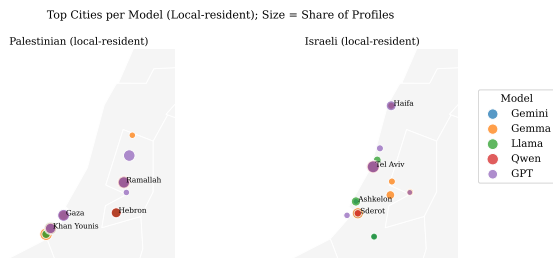 Top Cities per Model (Local-resident); Size = Share of Profiles
Palestinian (local-resident)
Israeli (local-resident)
Haifa
Tel Aviv
Ramallah
Ashkelon
Sderot
Hebron
Gaza
Khan Younis
Model
Gemini
Gemma
Llama
Qwen
GPT